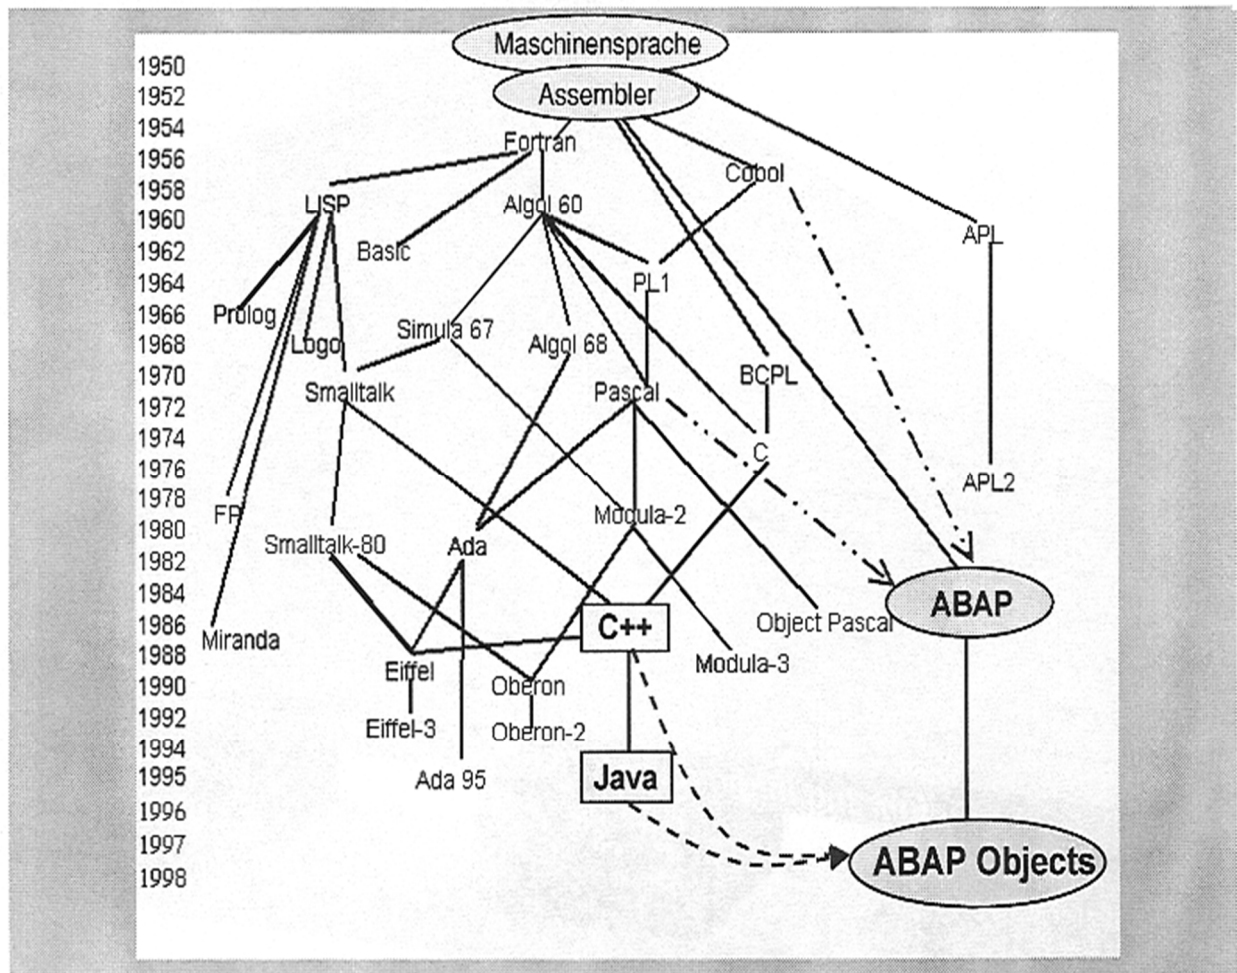 Maschinensprache
1950
1952
Assembler
1954
Fortran
1956
Cobol
1958
LISP
Algol 60
1960
APL
1962
Basic
1964
PL1
1966
Prolog
Simula 67
1968
Logo
Algol 68
1970
BCPL
Smalltalk
Pascal
1972
1974
C
1976
APL2
1978
FP
Modula-2
1980
Smalltalk-80
Ada
1982
1984
ABAP
1986
C++
Object Pascal
Miranda
1988
Modula-3
Eiffel
1990
Oberon
1992
Eiffel-3
Oberon-2
1994
1995
Ada 95
Java
1996
1997
ABAP Objects
1998